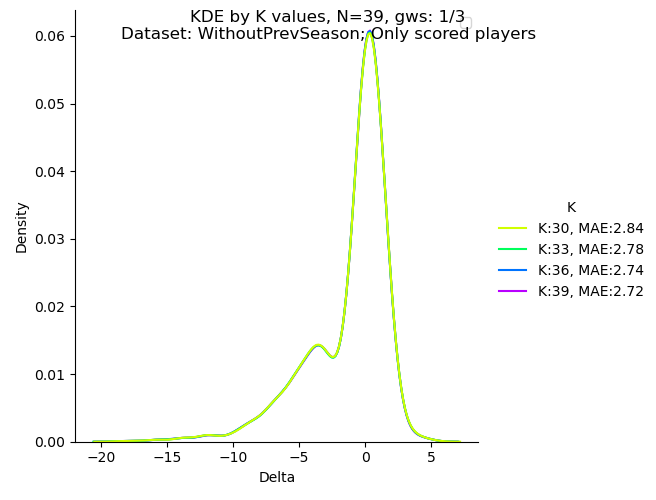 KDE by K values, N=39, gws: 1/3
Dataset: WithoutPrevSeason; Only scored players
0.06
0.05
0.04
0.03
0.02
0.01
0.00
Density
−20
−15
−10
−5
0
5
Delta
K
K:30, MAE:2.84
K:33, MAE:2.78
K:36, MAE:2.74
K:39, MAE:2.72